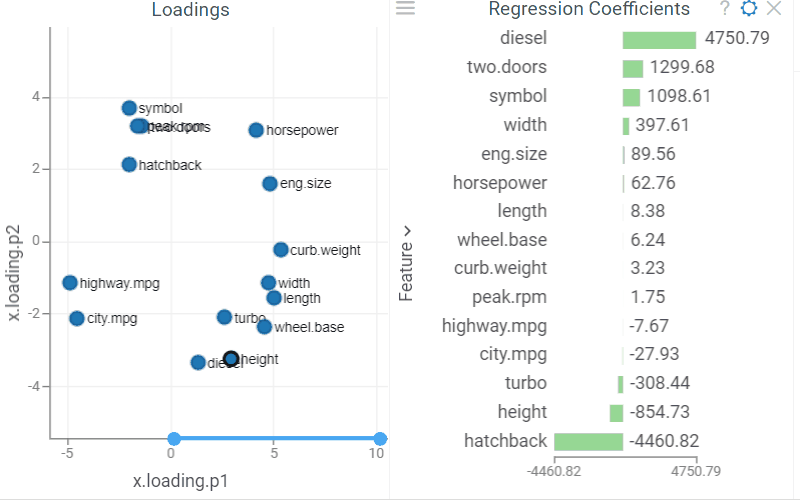 Loadings
x.loading.p2
4
2
0
-2
-4
symbol
peak.rpm
two.doors
horsepower
hatchback
eng.size
curb.weight
highway.mpg
width
length
city.mpg
turbo
wheel.base
diesel
height
-5
0
5
10
x.loading.p1
Regression Coefficients
?
Feature
diesel 4750.79
two.doors 1299.68
symbol 1098.61
width 397.61
eng.size 89.56
horsepower 62.76
length 8.38
wheel.base 6.24
curb.weight 3.23
peak.rpm 1.75
highway.mpg -7.67
city.mpg -27.93
turbo -308.44
height -854.73
hatchback -4460.82
-4460.82 4750.79